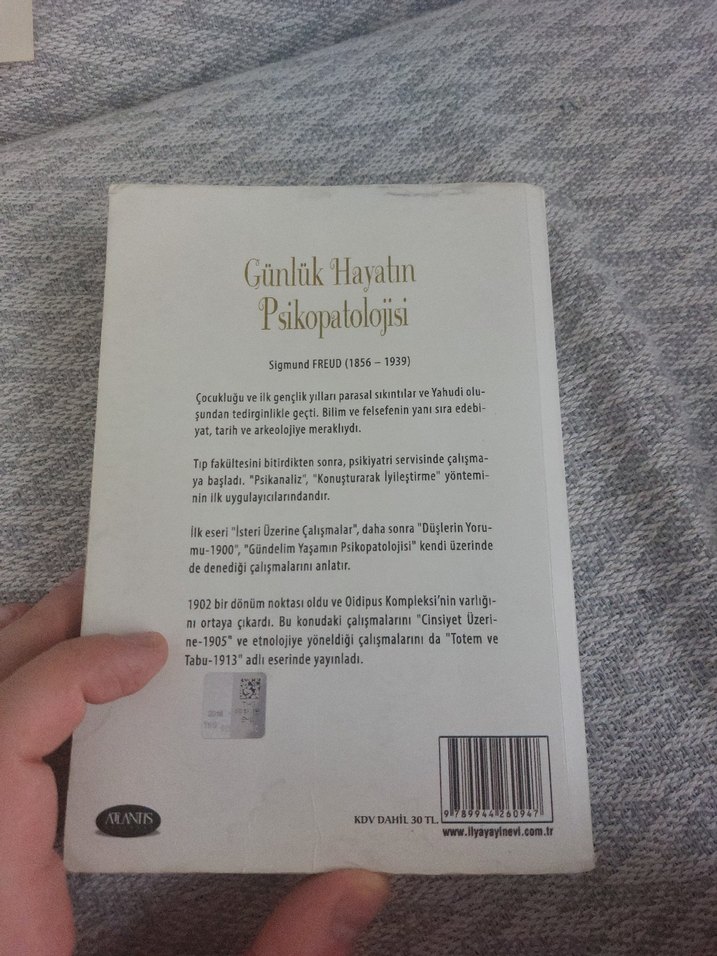 Günlük Hayatın
Psikopatolojisi
Sigmund FREUD (1856 – 1939)
Çocukluğu ve ilk gençlik yılları parasal sıkıntılar ve Yahudi olu-
şundan tedirginlikle geçti. Bilim ve felsefenin yanı sıra edebi-
yat, tarih ve arkeolojiye meraklıydı.
Tıp fakültesini bitirdikten sonra, psikiyatri servisinde çalışma-
ya başladı. "Psikanaliz", "Konuşturarak İyileştirme" yöntemi-
nin ilk uygulayıcılarındandır.
İlk eseri "İsteri Üzerine Çalışmalar", daha sonra "Düşlerin Yoru-
mu-1900", "Gündelim Yaşamın Psikopatolojisi" kendi üzerinde
de denediği çalışmalarını anlatır.
1902 bir dönüm noktası oldu ve Oidipus Kompleksi'nin varlığı-
nı ortaya çıkardı. Bu konudaki çalışmalarını "Cinsiyet Üzeri-
ne-1905" ve etnolojiye yöneldiği çalışmalarını da "Totem ve
Tabu-1913" adlı eserinde yayınladı.
ATLANTIS
KDV DAHİL 30 TL.
9 789944 260947
www.ilyayayinevi.com.tr